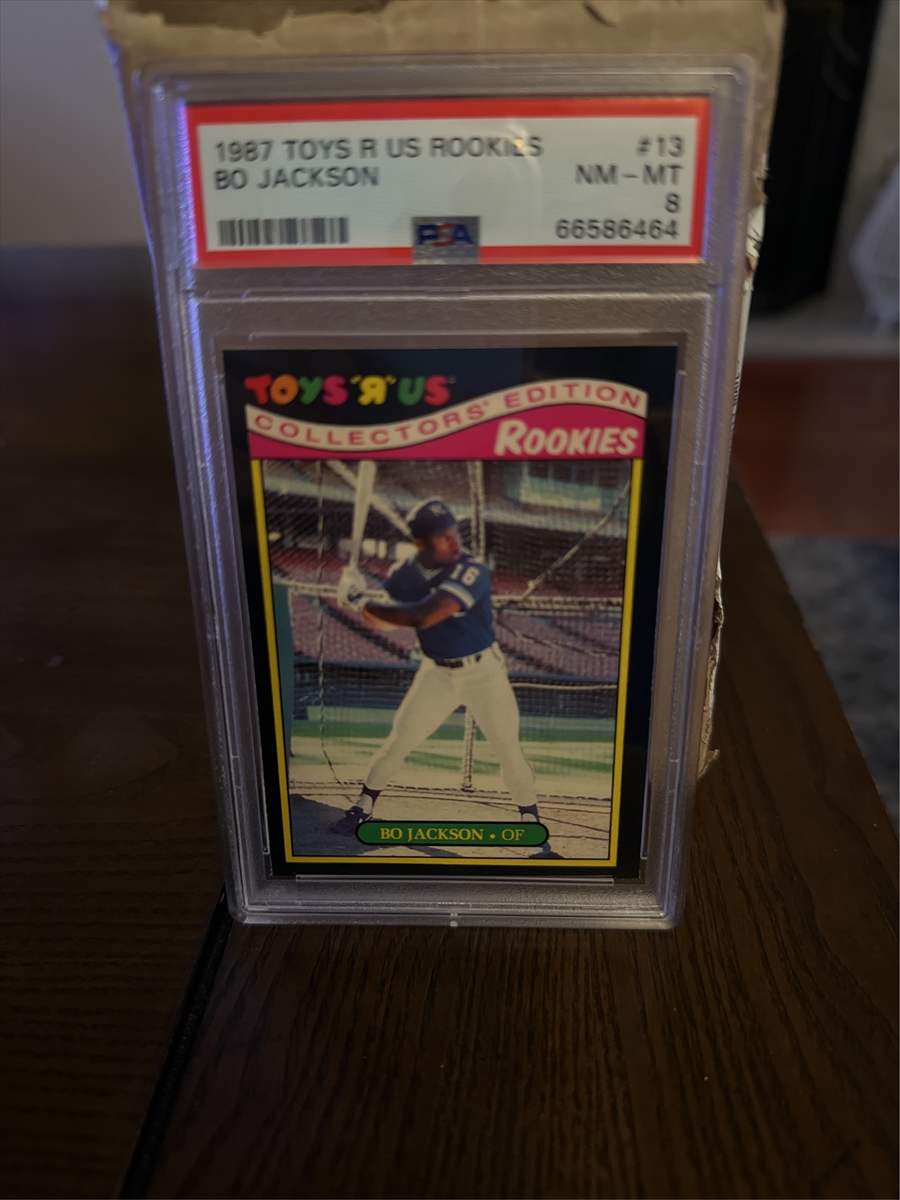 1987 TOYS R US ROOKIES #13
BO JACKSON NM-MT
8
PSA 66586464
TOYS "R" US
COLLECTORS' EDITION
ROOKIES
16
BO JACKSON • OF